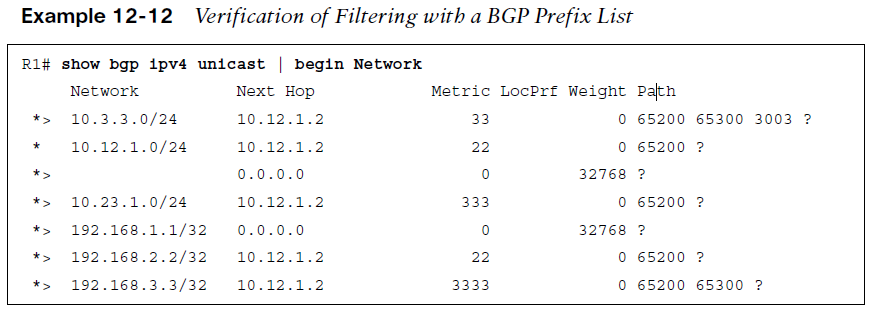 Example 12-12 Verification of Filtering with a BGP Prefix List
R1# show bgp ipv4 unicast | begin Network
Network Next Hop Metric LocPrf Weight Path
*> 10.3.3.0/24 10.12.1.2 33 0 65200 65300 3003 ?
* 10.12.1.0/24 10.12.1.2 22 0 65200 ?
*> 0.0.0.0 0 32768 ?
*> 10.23.1.0/24 10.12.1.2 333 0 65200 ?
*> 192.168.1.1/32 0.0.0.0 0 32768 ?
*> 192.168.2.2/32 10.12.1.2 22 0 65200 ?
*> 192.168.3.3/32 10.12.1.2 3333 0 65200 65300 ?